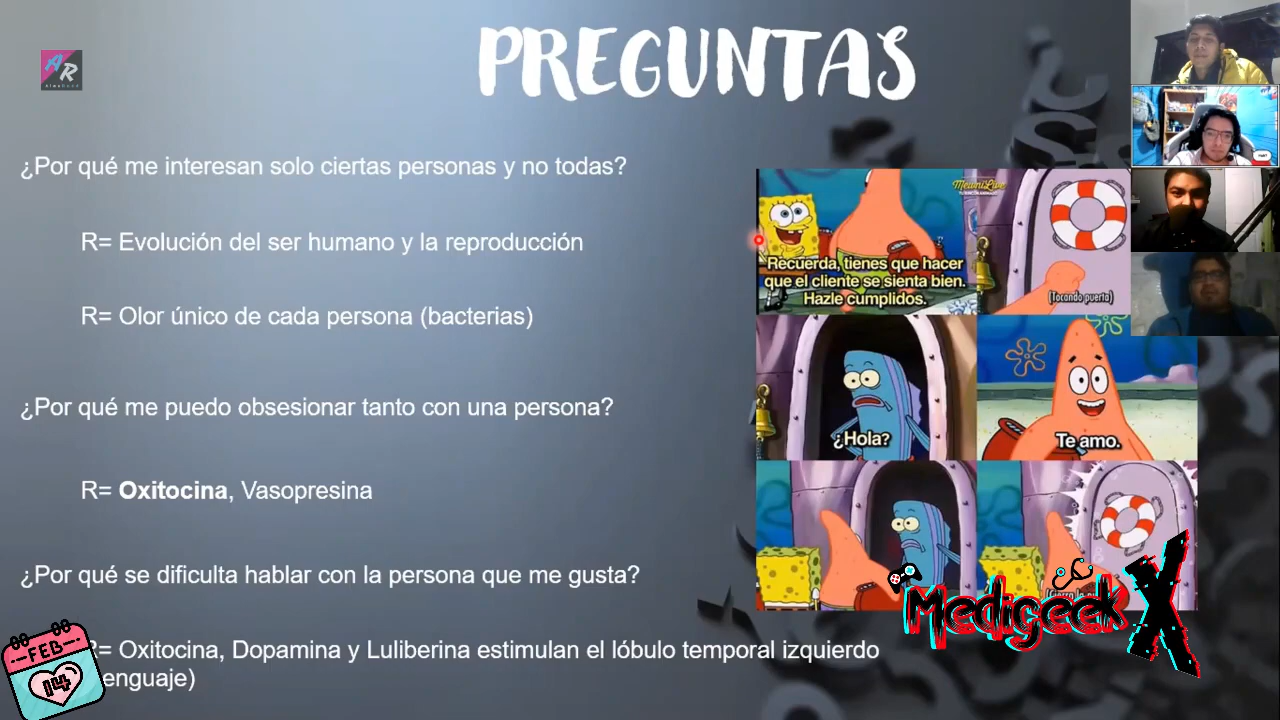 PREGUNTAS
AR
¿Por qué me interesan solo ciertas personas y no todas?
R= Evolución del ser humano y la reproducción
R= Olor único de cada persona (bacterias)
¿Por qué me puedo obsesionar tanto con una persona?
R= Oxitocina, Vasopresina
¿Por qué se dificulta hablar con la persona que me gusta?
R= Oxitocina, Dopamina y Luliberina estimulan el lóbulo temporal izquierdo
enguaje)
MewniLive
Recuerda, tienes que hacer
que el cliente se sienta bien.
Hazle cumplidos.
(Tocando puerta)
¿Hola?
Te amo.
Medigeek X
FEB
14